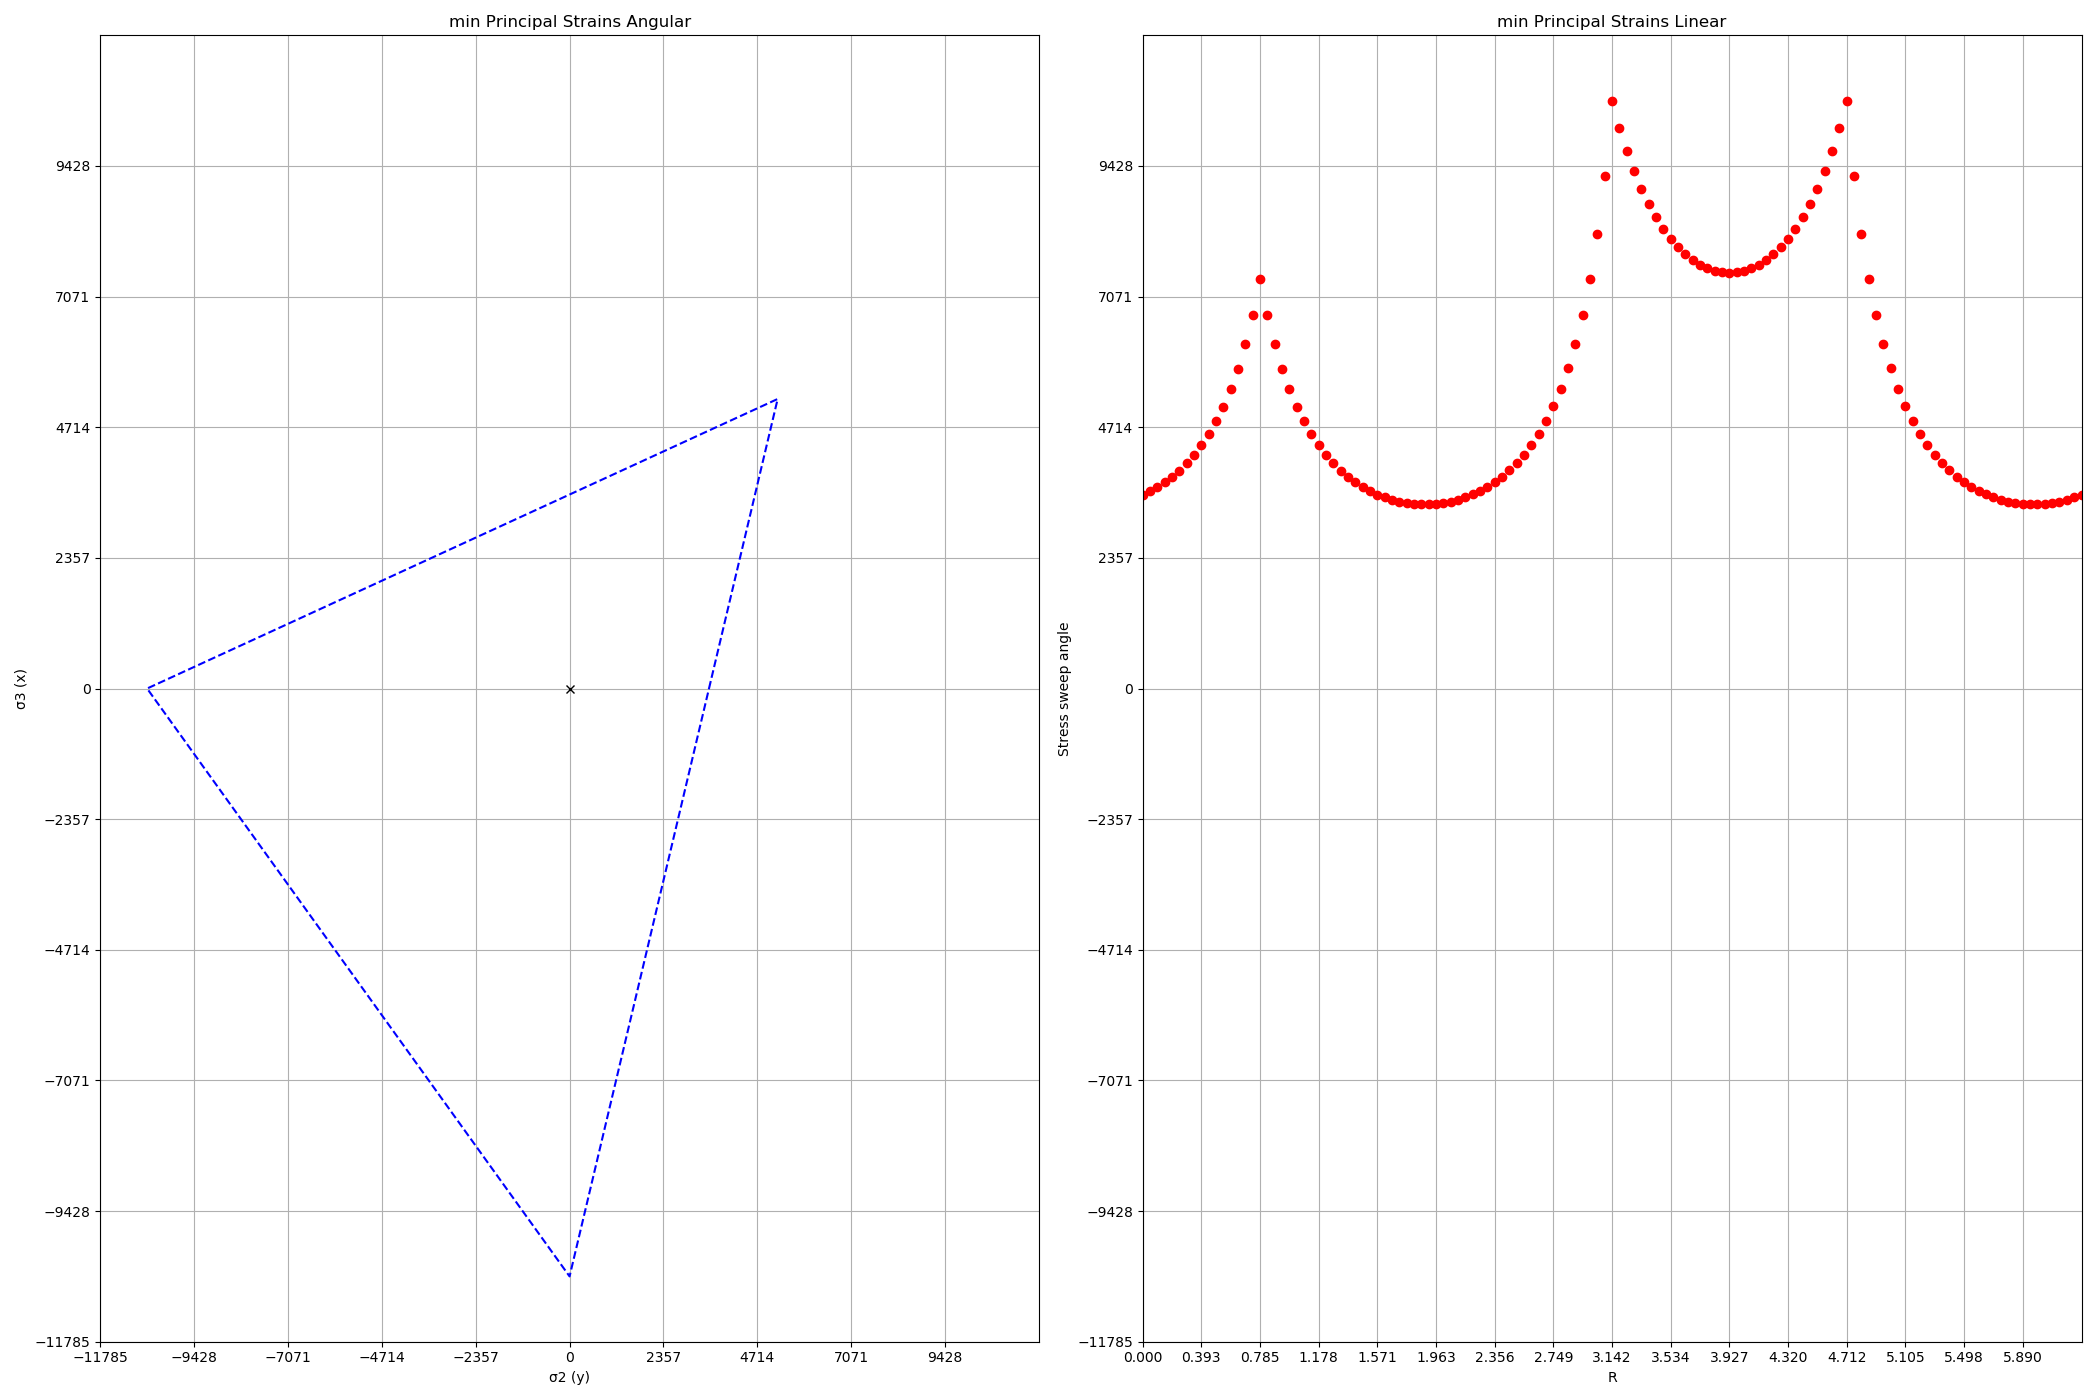 min Principal Strains Angular
9428
7071
4714
2357
0
−2357
−4714
−7071
−9428
−11785
σ3 (x)
−11785 −9428 −7071 −4714 −2357 0 2357 4714 7071 9428
σ2 (y)
min Principal Strains Linear
9428
7071
4714
2357
0
−2357
−4714
−7071
−9428
−11785
Stress sweep angle
0.000 0.393 0.785 1.178 1.571 1.963 2.356 2.749 3.142 3.534 3.927 4.320 4.712 5.105 5.498 5.890
R